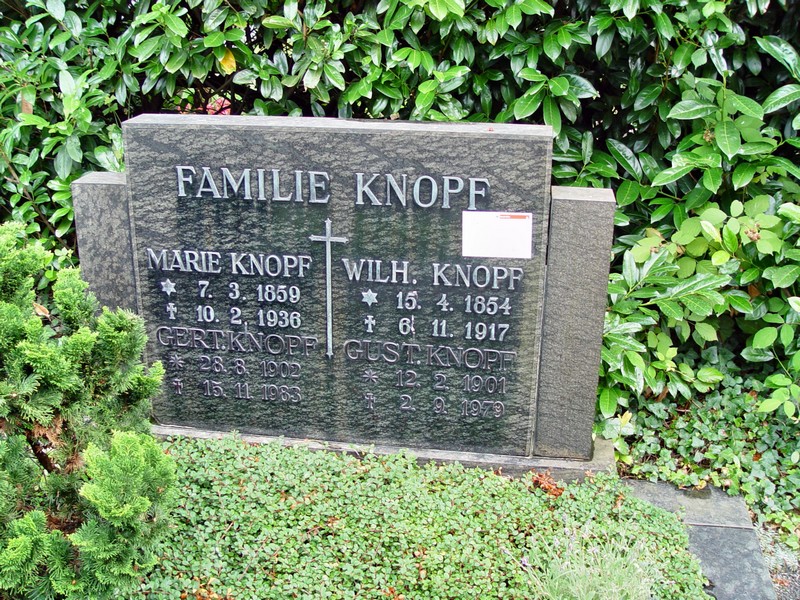 FAMILIE KNOPF
MARIE KNOPF
* 7. 3. 1859
† 10. 2. 1936
GERT. KNOPF
* 28. 8. 1902
† 15. 11. 1983
WILH. KNOPF
* 15. 4. 1854
† 6. 11. 1917
GUST. KNOPF
* 12. 2. 1901
† 2. 9. 1979